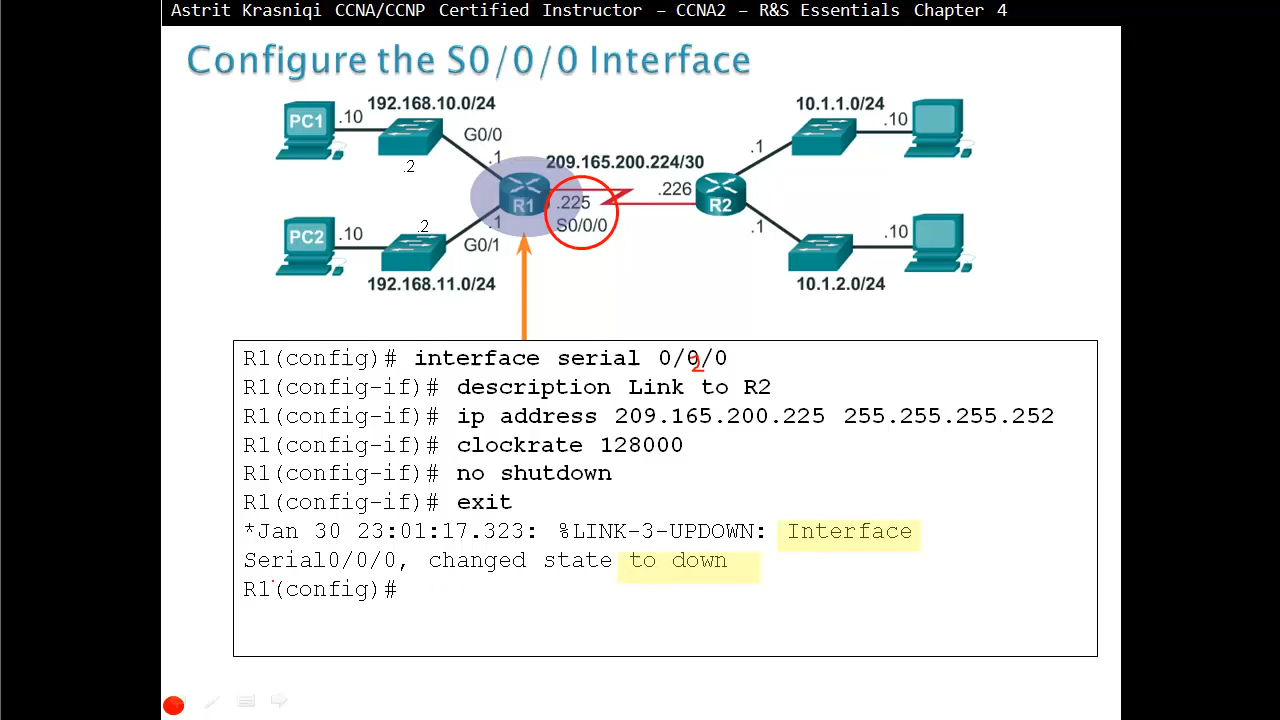 Astrit Krasniqi CCNA/CCNP Certified Instructor – CCNA2 – R&S Essentials Chapter 4
Configure the S0/0/0 Interface
192.168.10.0/24
10.1.1.0/24
PC1
.10
G0/0
.10
.2
.1
209.165.200.224/30
.1
R1
.225
.226
R2
S0/0/0
PC2
.10
.2
.1
G0/1
.1
.10
192.168.11.0/24
10.1.2.0/24
R1(config)# interface serial 0/0/0
2
R1(config-if)# description Link to R2
R1(config-if)# ip address 209.165.200.225 255.255.255.252
R1(config-if)# clockrate 128000
R1(config-if)# no shutdown
R1(config-if)# exit
*Jan 30 23:01:17.323: %LINK-3-UPDOWN: Interface
Serial0/0/0, changed state to down
R1(config)#